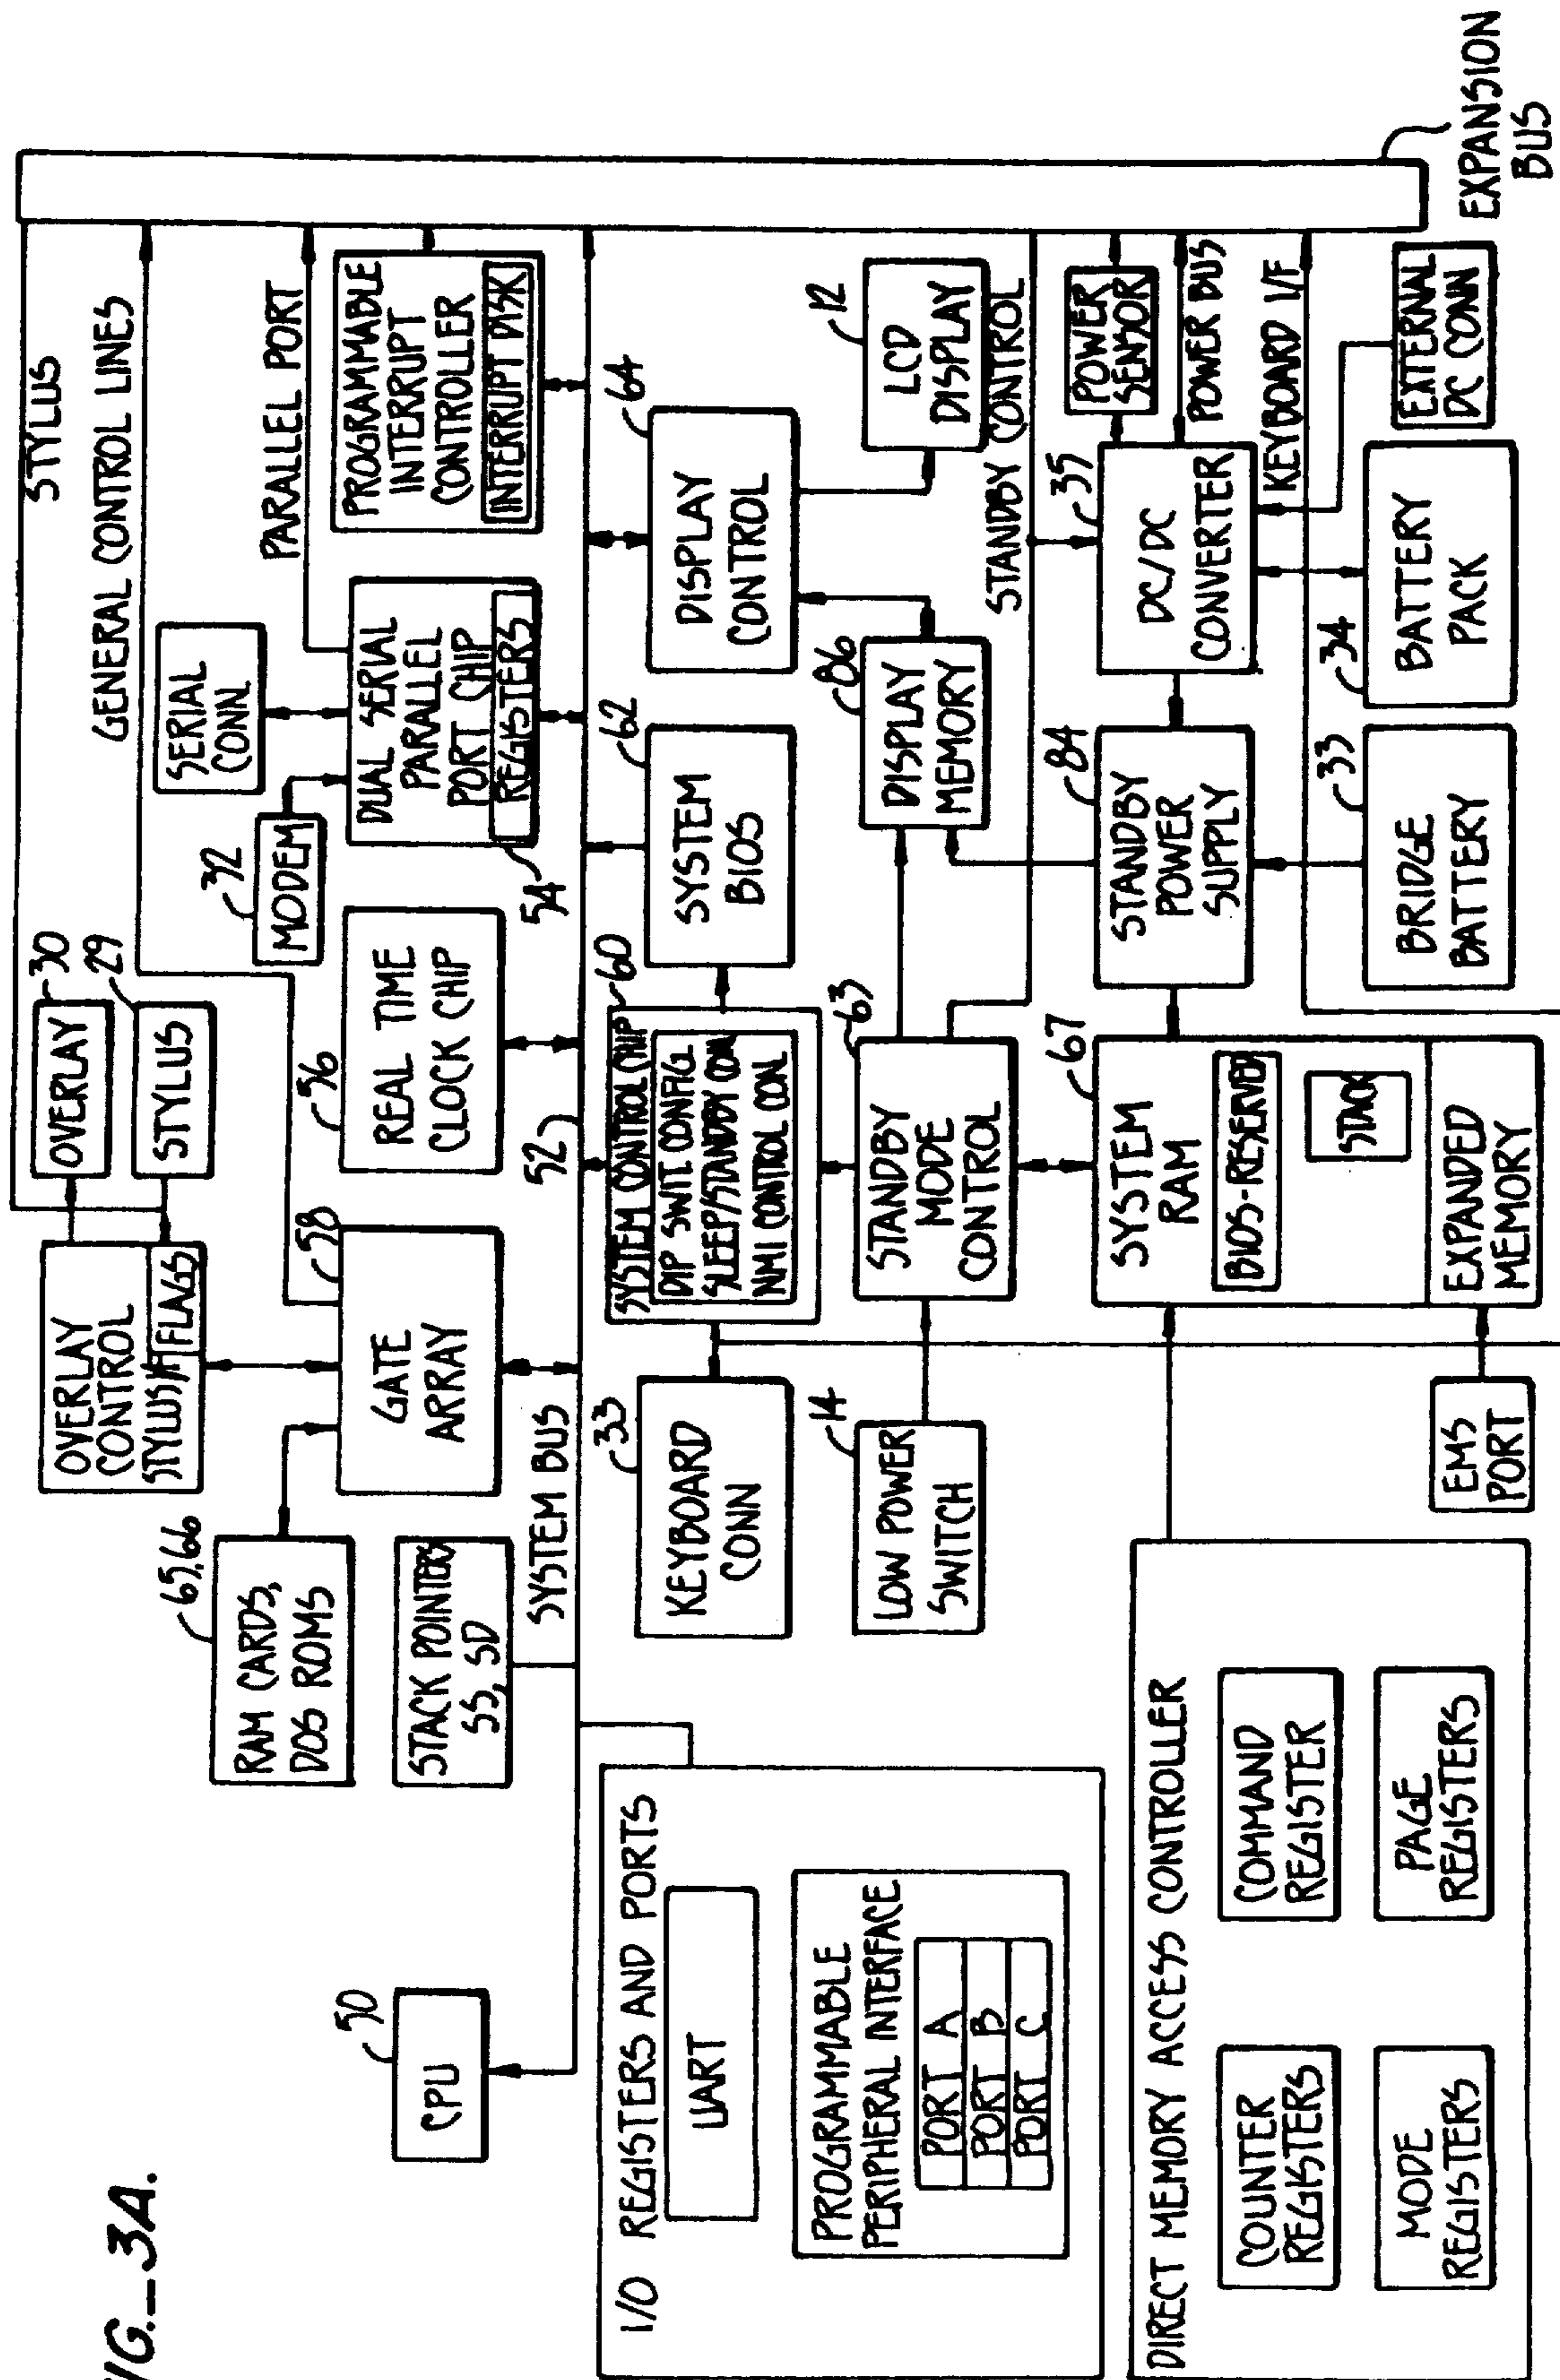 FIG._3A.
STYLUS
GENERAL CONTROL LINES
PARALLEL PORT
OVERLAY
CONTROL
STYLUS I/F
FLAGS
OVERLAY
30
STYLUS
29
SERIAL
CONN
MODEM
32
65,66
RAM CARDS,
DOS ROMS
58
GATE
ARRAY
56
REAL TIME
CLOCK CHIP
DUAL SERIAL
PARALLEL
PORT CHIP
REGISTERS
54
PROGRAMMABLE
INTERRUPT
CONTROLLER
INTERRUPT DISK
50
CPU
STACK POINTERS
SS, SD
SYSTEM BUS
52
I/O REGISTERS AND PORTS
UART
PROGRAMMABLE
PERIPHERAL INTERFACE
PORT A
PORT B
PORT C
33
KEYBOARD
CONN
60
SYSTEM CONTROL CHIP
DIP SWIT. CONFIG
SLEEP/STANDBY CON.
NMI CONTROL CON.
62
SYSTEM
BIOS
64
DISPLAY
CONTROL
14
LOW POWER
SWITCH
63
STANDBY
MODE
CONTROL
86
DISPLAY
MEMORY
12
LCD
DISPLAY
STANDBY CONTROL
DIRECT MEMORY ACCESS CONTROLLER
COUNTER
REGISTERS
COMMAND
REGISTER
MODE
REGISTERS
PAGE
REGISTERS
67
SYSTEM
RAM
BIOS-RESERVED
STACK
EXPANDED
MEMORY
EMS
PORT
84
STANDBY
POWER
SUPPLY
35
DC/DC
CONVERTER
POWER
SENSOR
POWER BUS
KEYBOARD I/F
33
BRIDGE
BATTERY
34
BATTERY
PACK
EXTERNAL
DC CONN
EXPANSION
BUS